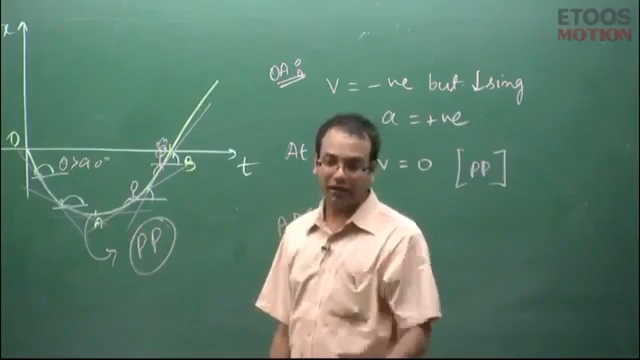 ETOOS
MOTION
x
OA:
V = -ve but ↓sing
a = +ve
At
V = 0 [PP]
θ>90°
B
t
A
PP